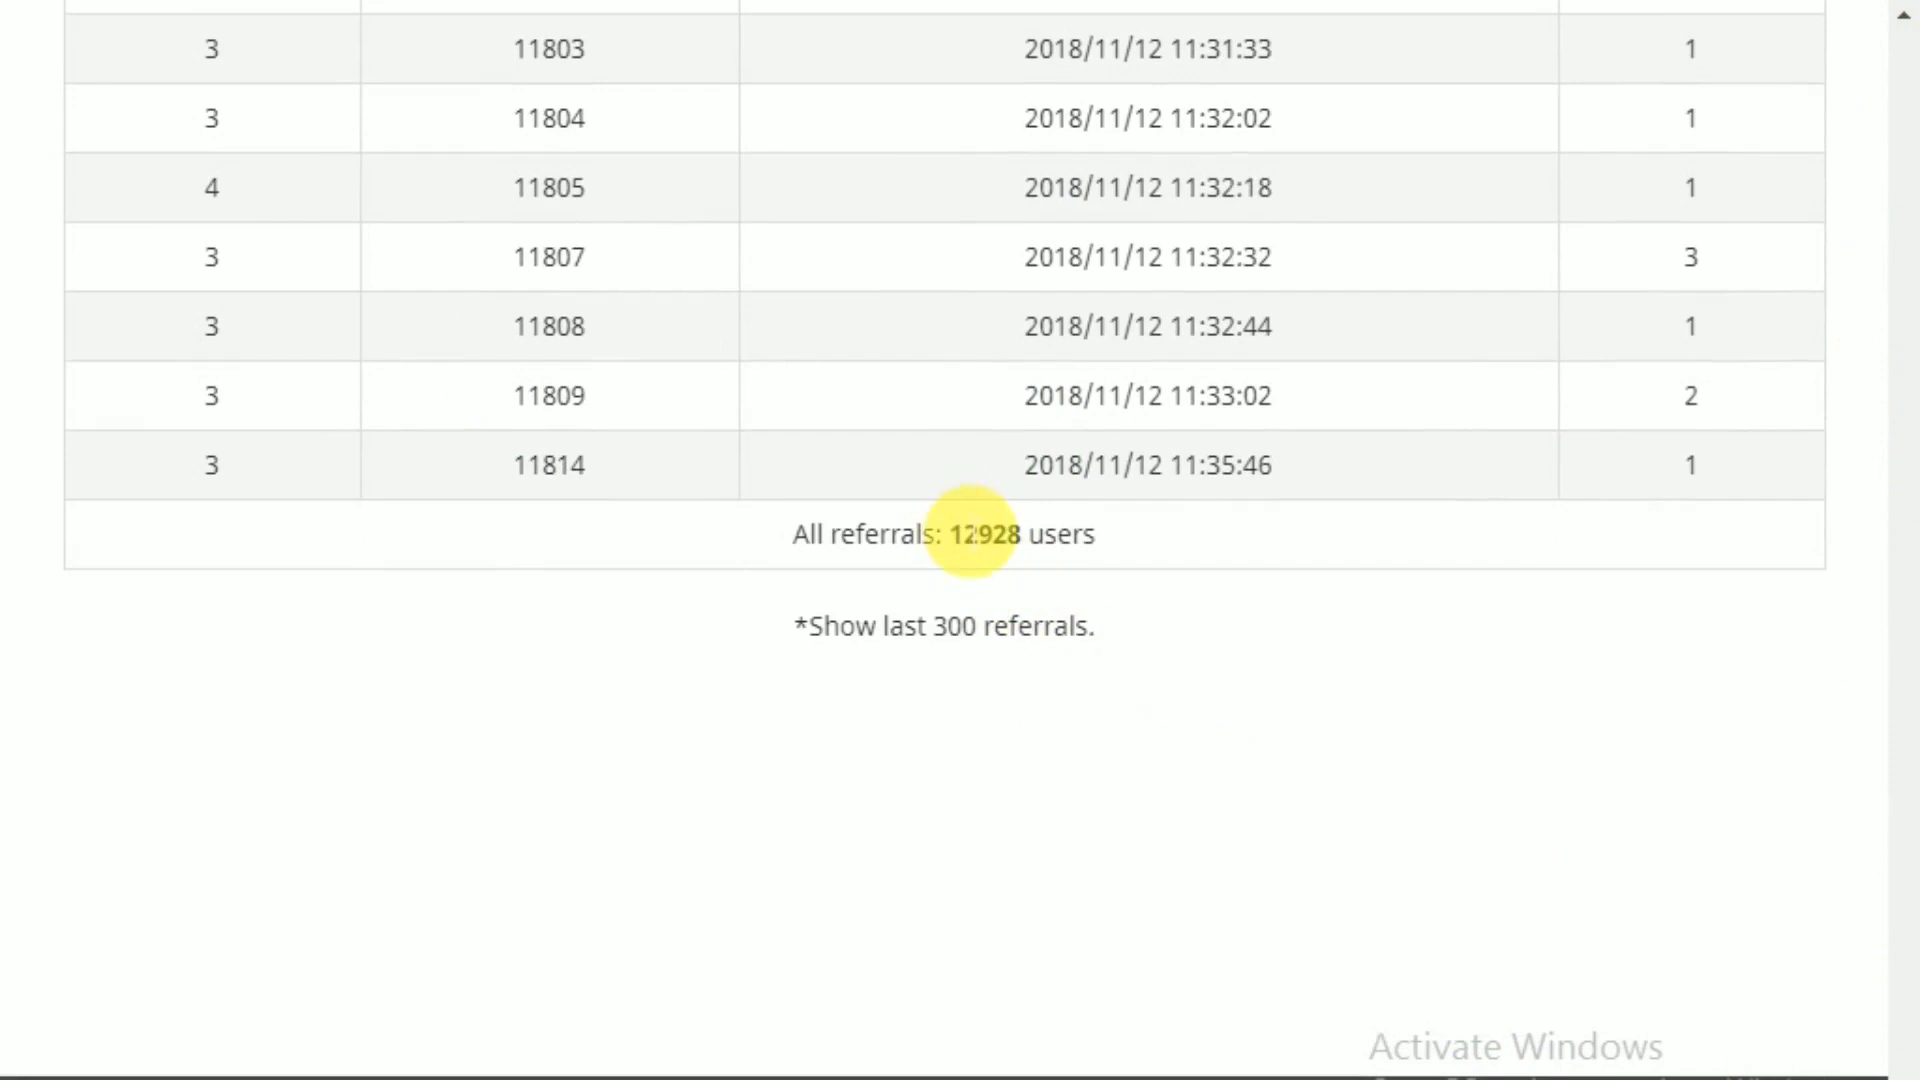 3 11803 2018/11/12 11:31:33 1
3 11804 2018/11/12 11:32:02 1
4 11805 2018/11/12 11:32:18 1
3 11807 2018/11/12 11:32:32 3
3 11808 2018/11/12 11:32:44 1
3 11809 2018/11/12 11:33:02 2
3 11814 2018/11/12 11:35:46 1
All referrals: 12928 users
*Show last 300 referrals.
Activate Windows